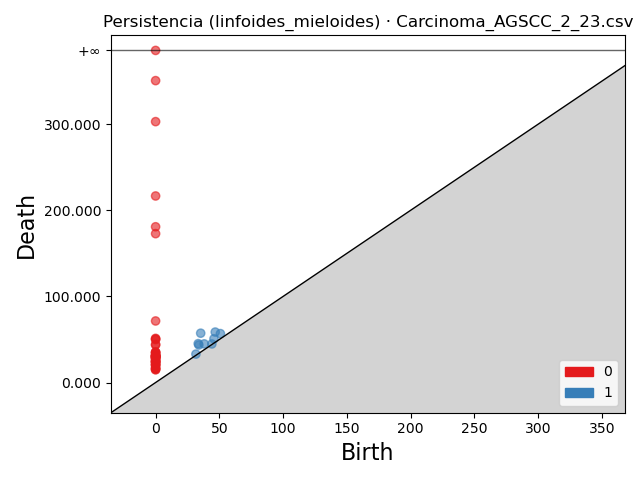 Persistencia (linfoides_mieloides) · Carcinoma_AGSCC_2_23.csv
+∞
300.000
200.000
100.000
0.000
Death
0
1
0 50 100 150 200 250 300 350
Birth